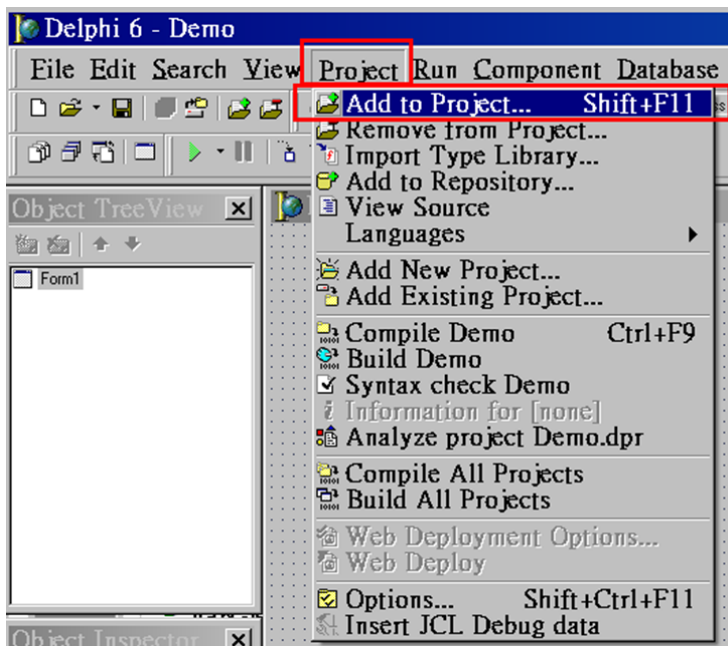 Delphi 6 - Demo
File Edit Search View Project Run Component Database
Add to Project... Shift+F11
Remove from Project...
Import Type Library...
Add to Repository...
Object TreeView
View Source
Languages
Form1
Add New Project...
Add Existing Project...
Compile Demo Ctrl+F9
Build Demo
Syntax check Demo
Information for [none]
Analyze project Demo.dpr
Compile All Projects
Build All Projects
Web Deployment Options...
Web Deploy
Options... Shift+Ctrl+F11
Insert JCL Debug data
Object Inspector